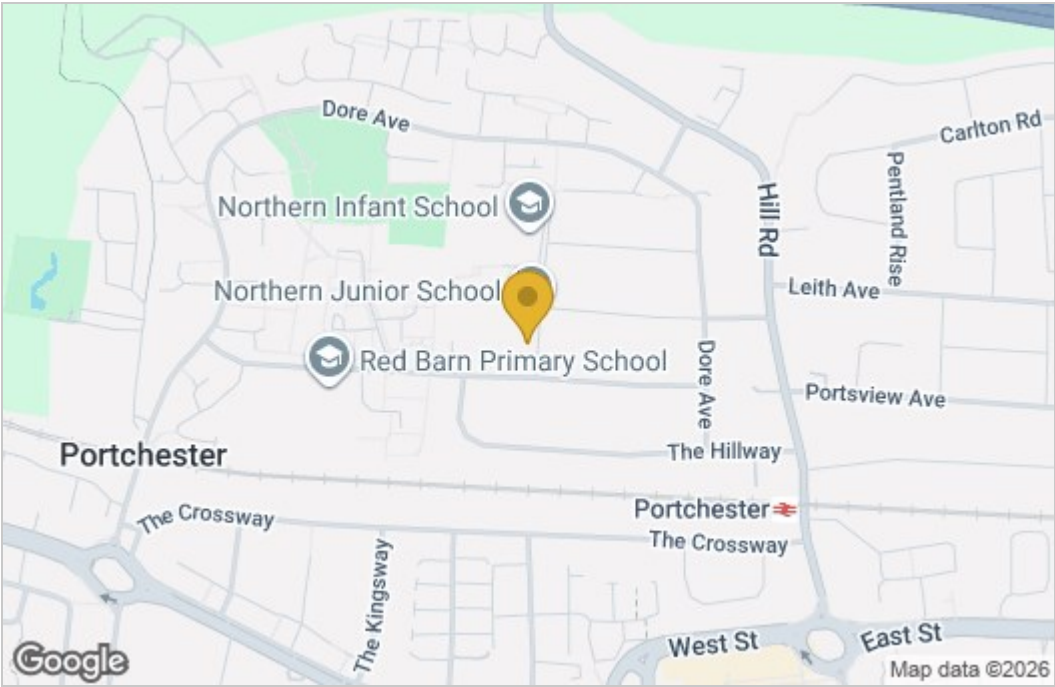 Dore Ave
Carlton Rd
Pentland Rise
Northern Infant School
Hill Rd
Northern Junior School
Leith Ave
Red Barn Primary School
Dore Ave
Portsview Ave
Portchester
The Hillway
Portchester
The Crossway
The Crossway
The Kingsway
West St
East St
Google
Map data ©2026